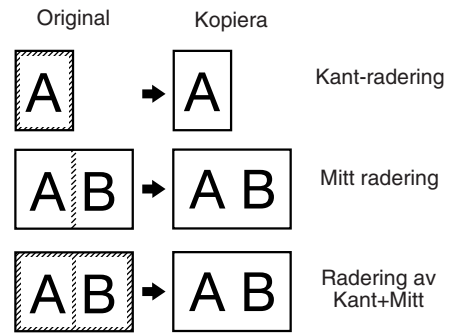 Original Kopiera
A A Kant-radering
A B A B Mitt radering
A B A B Radering av
Kant+Mitt